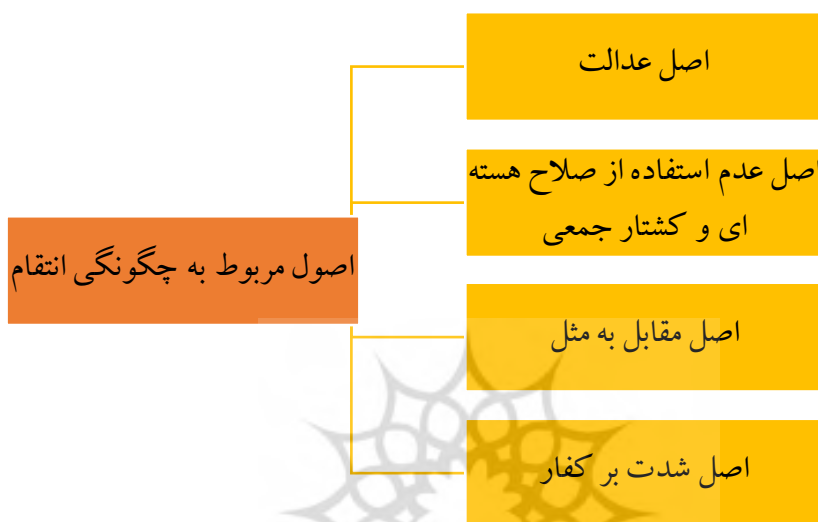 اصول مربوط به چگونگی انتقام
اصل عدالت
اصل عدم استفاده از صلاح هسته
ای و کشتار جمعی
اصل مقابل به مثل
اصل شدت بر کفار